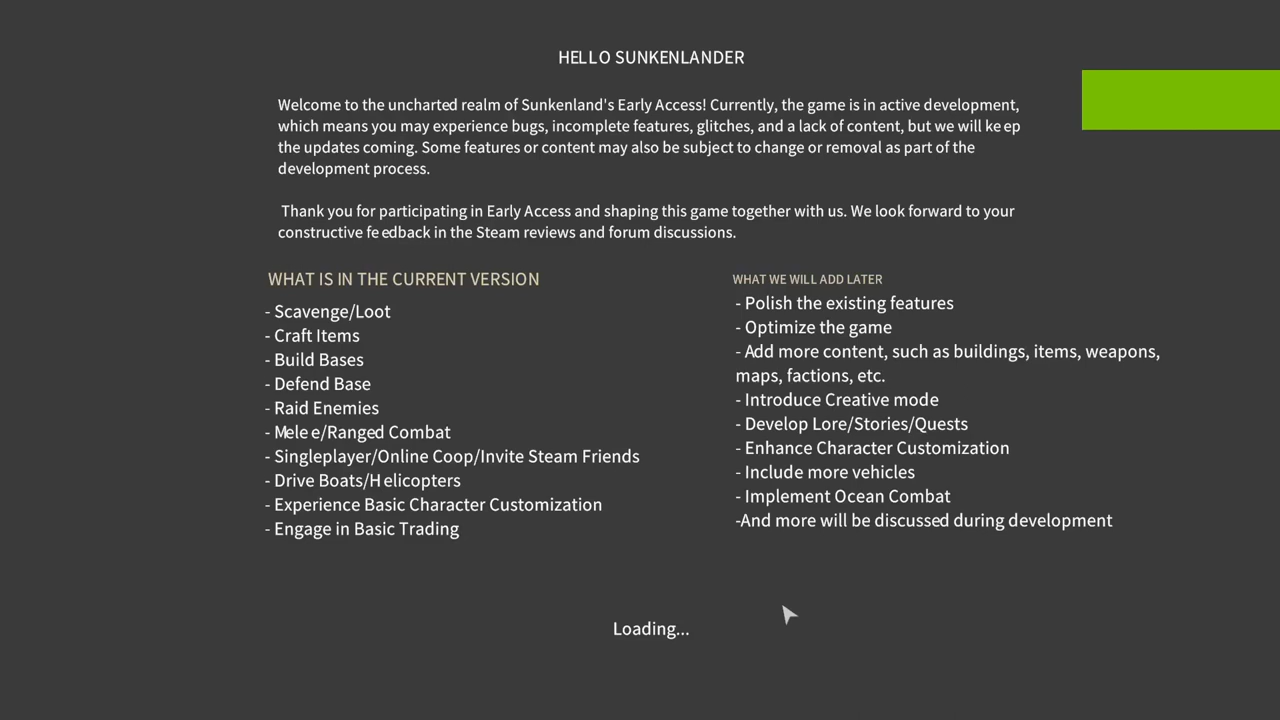 HELLO SUNKENLANDER
Welcome to the uncharted realm of Sunkenland's Early Access! Currently, the game is in active development,
which means you may experience bugs, incomplete features, glitches, and a lack of content, but we will keep
the updates coming. Some features or content may also be subject to change or removal as part of the
development process.
Thank you for participating in Early Access and shaping this game together with us. We look forward to your
constructive feedback in the Steam reviews and forum discussions.
WHAT IS IN THE CURRENT VERSION
- Scavenge/Loot
- Craft Items
- Build Bases
- Defend Base
- Raid Enemies
- Melee/Ranged Combat
- Singleplayer/Online Coop/Invite Steam Friends
- Drive Boats/Helicopters
- Experience Basic Character Customization
- Engage in Basic Trading
WHAT WE WILL ADD LATER
- Polish the existing features
- Optimize the game
- Add more content, such as buildings, items, weapons,
maps, factions, etc.
- Introduce Creative mode
- Develop Lore/Stories/Quests
- Enhance Character Customization
- Include more vehicles
- Implement Ocean Combat
-And more will be discussed during development
Loading...